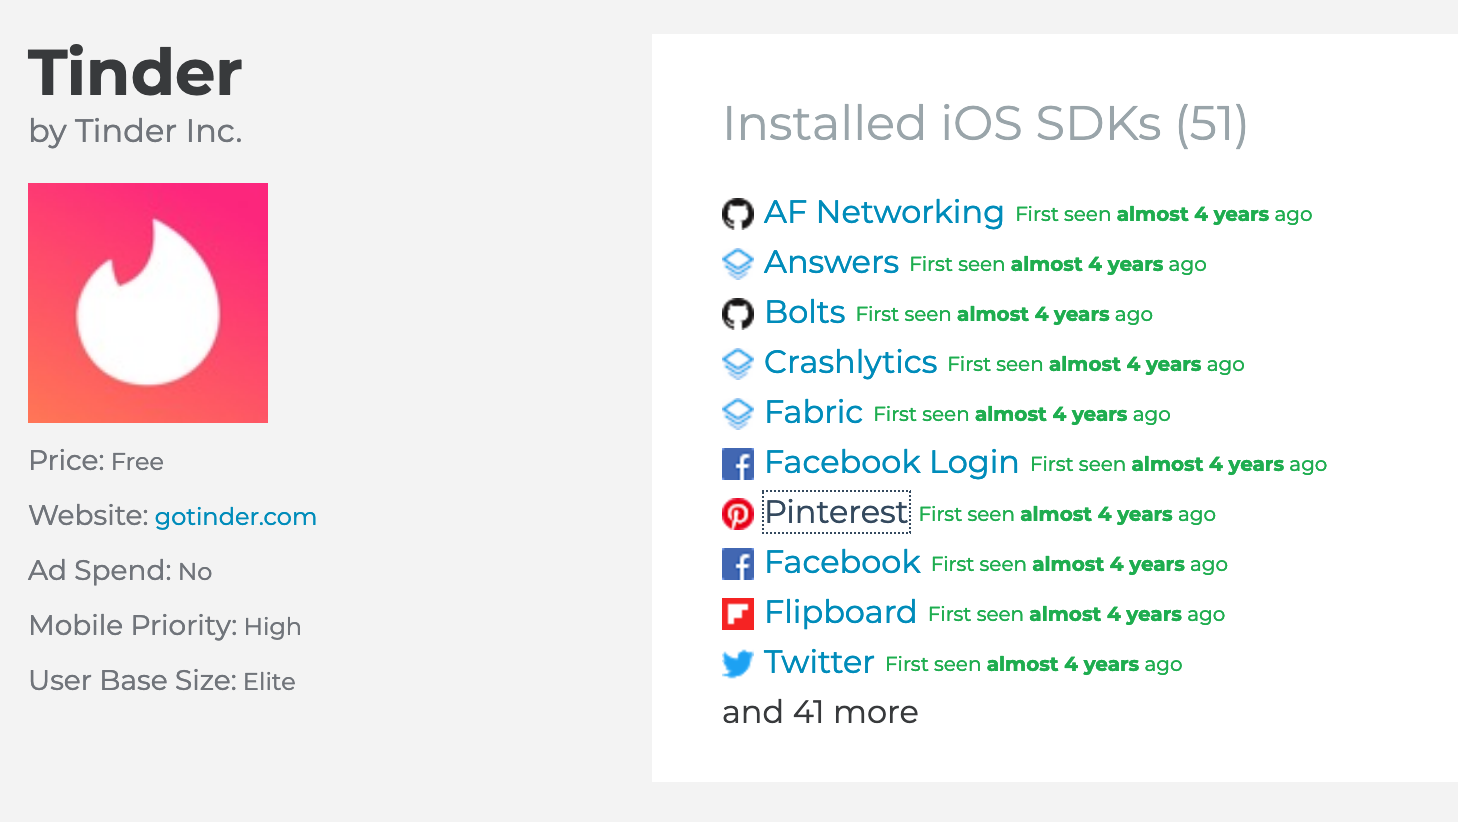 Tinder
by Tinder Inc.
Price: Free
Website: gotinder.com
Ad Spend: No
Mobile Priority: High
User Base Size: Elite
Installed iOS SDKs (51)
AF Networking First seen almost 4 years ago
Answers First seen almost 4 years ago
Bolts First seen almost 4 years ago
Crashlytics First seen almost 4 years ago
Fabric First seen almost 4 years ago
Facebook Login First seen almost 4 years ago
Pinterest First seen almost 4 years ago
Facebook First seen almost 4 years ago
Flipboard First seen almost 4 years ago
Twitter First seen almost 4 years ago
and 41 more